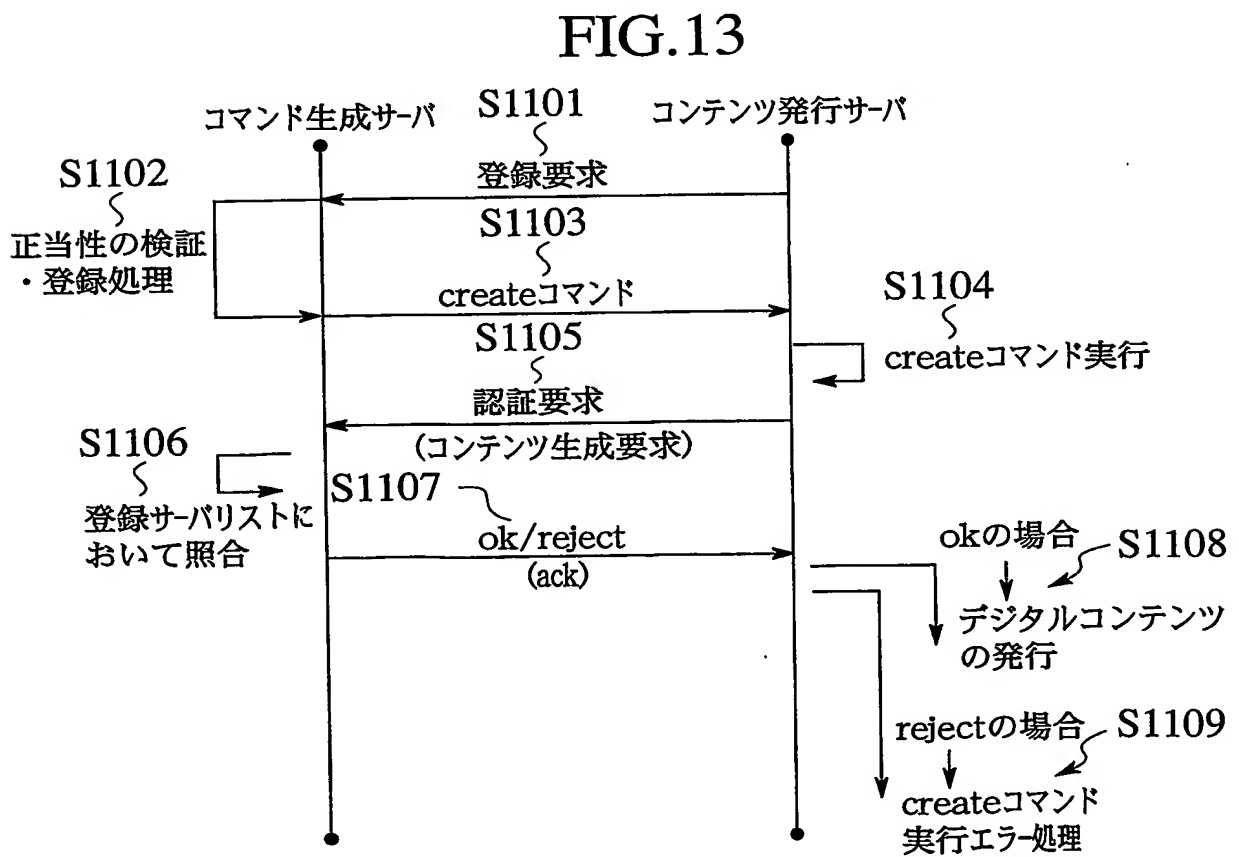 FIG.13
コマンド生成サーバ
S1101
コンテンツ発行サーバ
登録要求
S1102
正当性の検証
・登録処理
S1103
createコマンド
S1104
createコマンド実行
S1105
認証要求
(コンテンツ生成要求)
S1106
登録サーバリストに
おいて照合
S1107
ok/reject
(ack)
okの場合
S1108
デジタルコンテンツ
の発行
rejectの場合
S1109
createコマンド
実行エラー処理